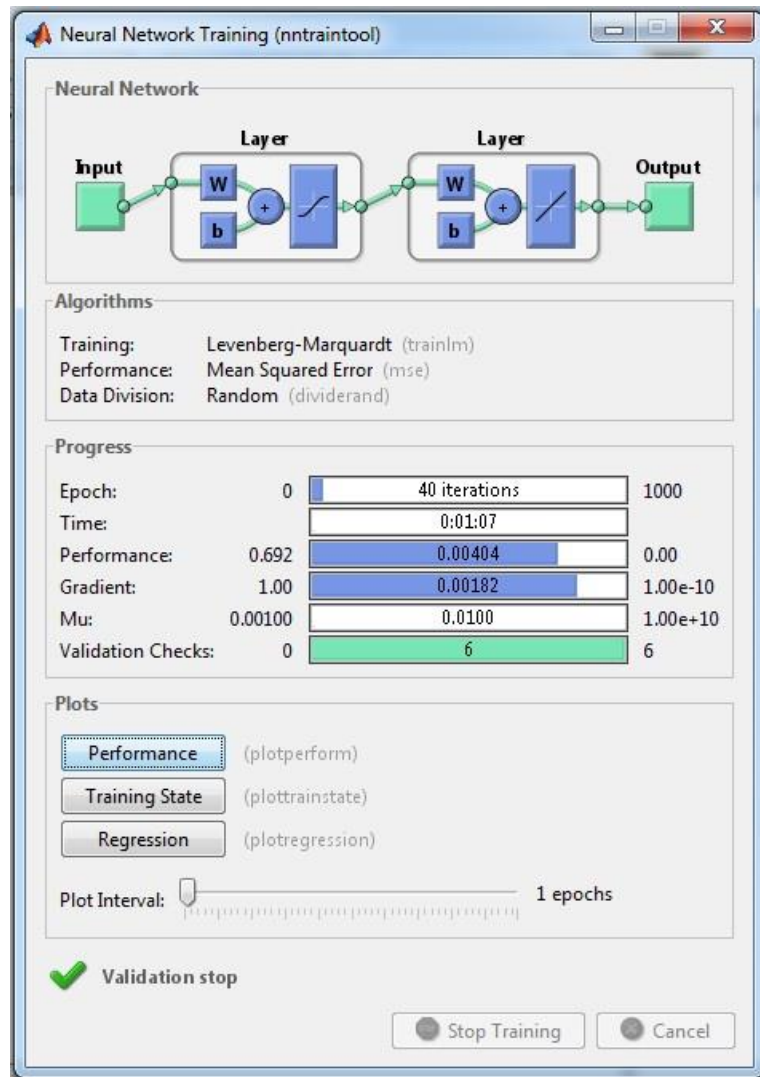 Neural Network Training (nntraintool)
Neural Network
Layer Layer
Input Output
W W
+ +
b b
Algorithms
Training: Levenberg-Marquardt (trainlm)
Performance: Mean Squared Error (mse)
Data Division: Random (dividerand)
Progress
Epoch: 0 40 iterations 1000
Time: 0:01:07
Performance: 0.692 0.00404 0.00
Gradient: 1.00 0.00182 1.00e-10
Mu: 0.00100 0.0100 1.00e+10
Validation Checks: 0 6 6
Plots
Performance (plotperform)
Training State (plottrainstate)
Regression (plotregression)
Plot Interval: 1 epochs
Validation stop
Stop Training Cancel